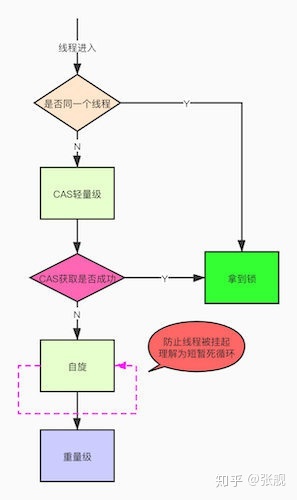 线程进入
是否同一个线程
Y
N
CAS轻量级
CAS获取是否成功
Y
拿到锁
N
防止线程被挂起
理解为短暂死循环
自旋
重量级
知乎 @张舰